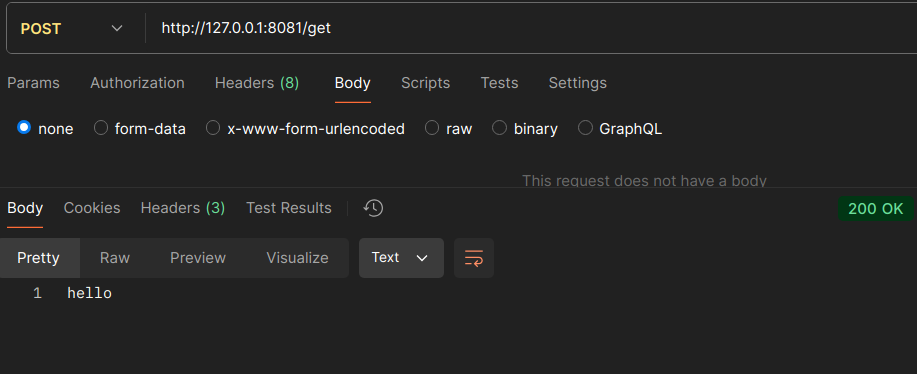 POST http://127.0.0.1:8081/get
Params Authorization Headers (8) Body Scripts Tests Settings
none form-data x-www-form-urlencoded raw binary GraphQL
This request does not have a body
Body Cookies Headers (3) Test Results 200 OK
Pretty Raw Preview Visualize Text
1 hello